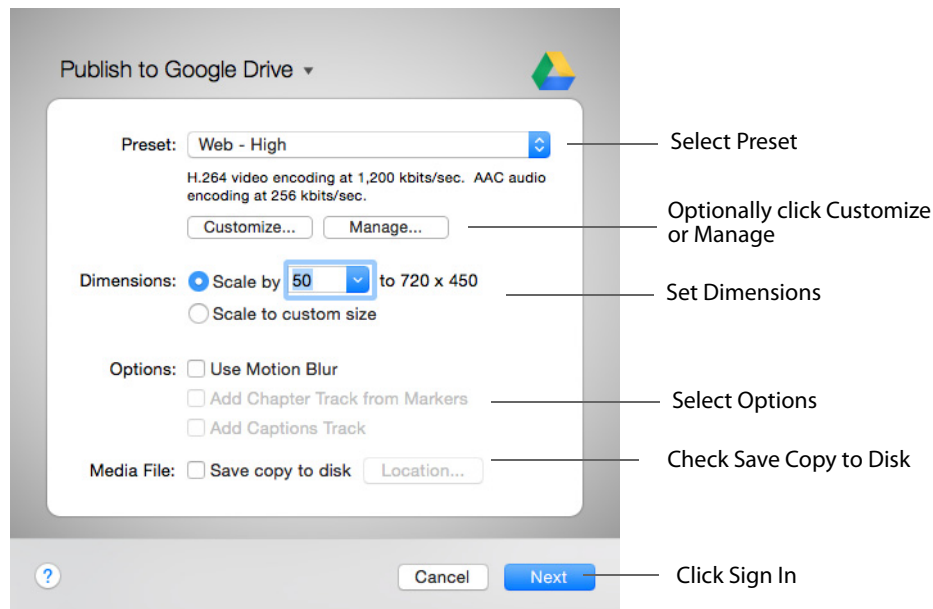 Publish to Google Drive
Preset: Web - High
Select Preset
H.264 video encoding at 1,200 kbits/sec. AAC audio
encoding at 256 kbits/sec.
Customize... Manage...
Optionally click Customize
or Manage
Dimensions: Scale by 50 to 720 x 450
Set Dimensions
Scale to custom size
Options: Use Motion Blur
Add Chapter Track from Markers
Select Options
Add Captions Track
Media File: Save copy to disk Location...
Check Save Copy to Disk
? Cancel Next
Click Sign In